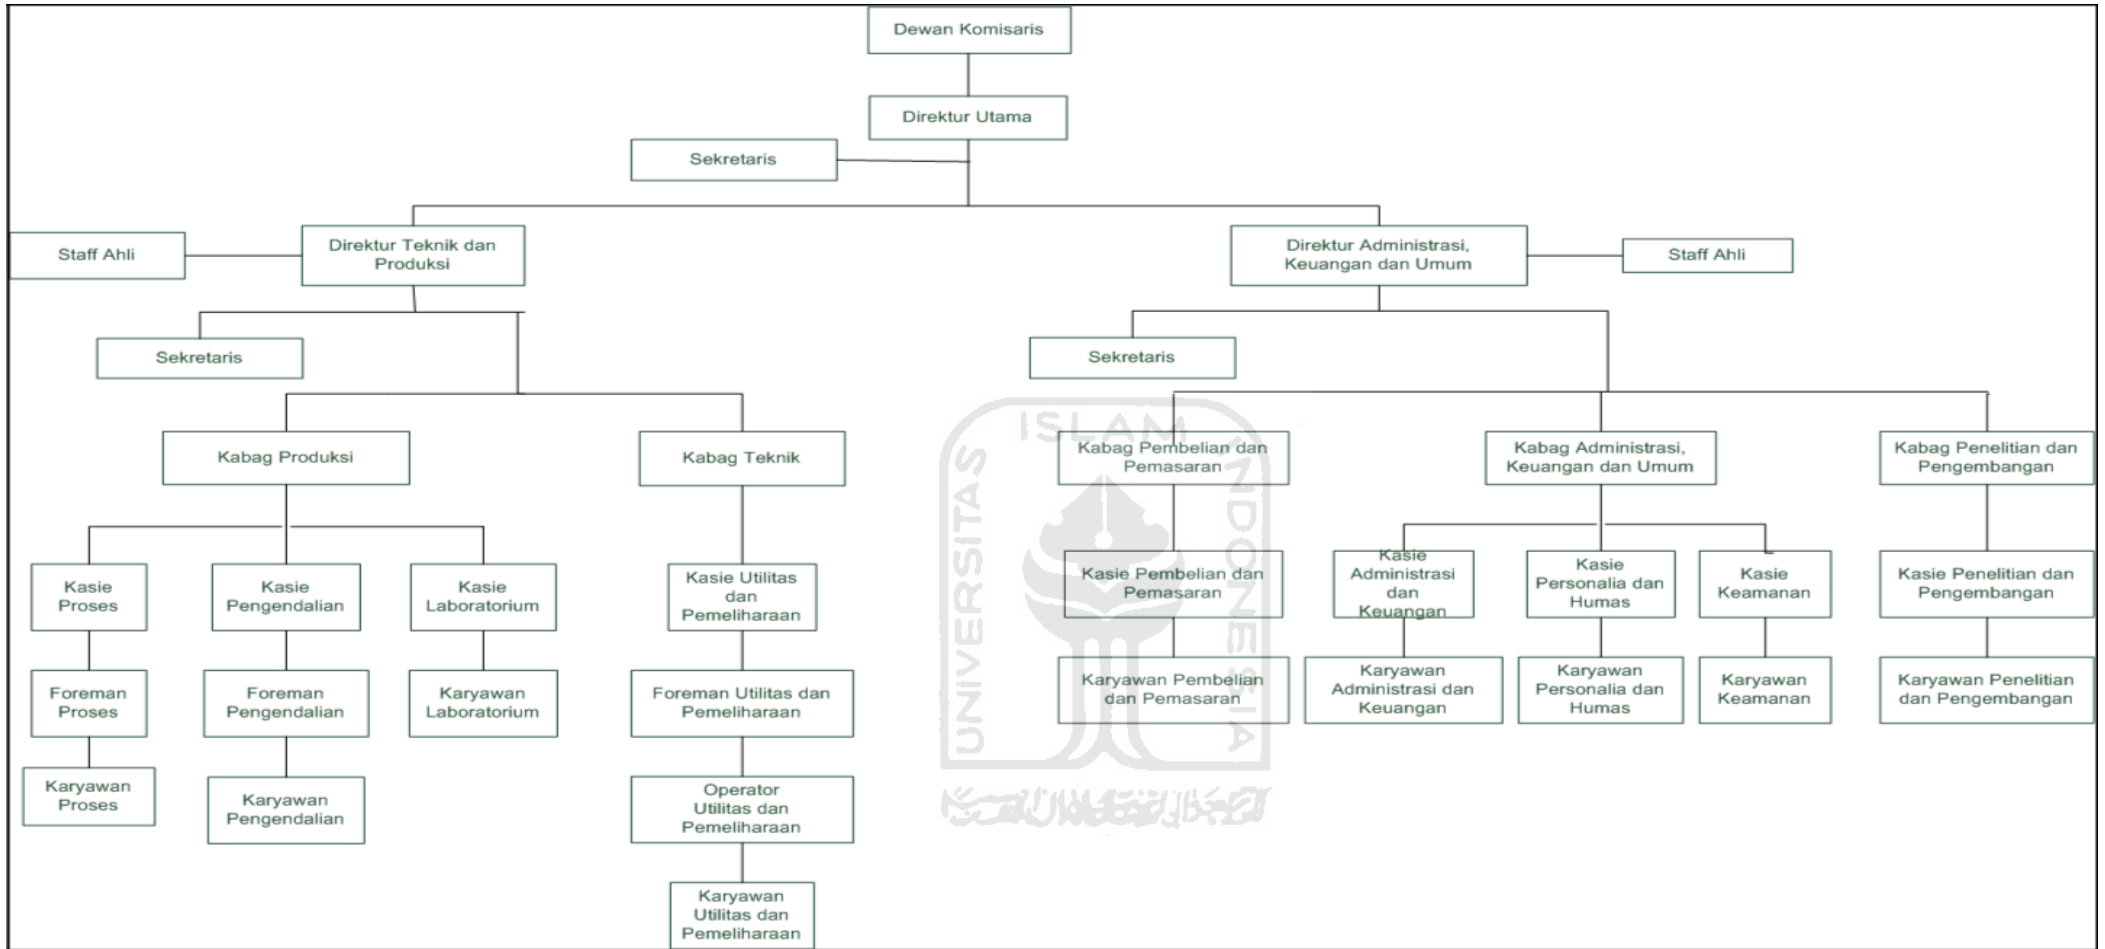 Dewan Komisaris
Direktur Utama
Sekretaris
Staff Ahli
Direktur Teknik dan
Produksi
Direktur Administrasi,
Keuangan dan Umum
Staff Ahli
Sekretaris
Sekretaris
Kabag Produksi
Kabag Teknik
Kabag Pembelian dan
Pemasaran
Kabag Administrasi,
Keuangan dan Umum
Kabag Penelitian dan
Pengembangan
Kasie
Proses
Kasie
Pengendalian
Kasie
Laboratorium
Kasie Utilitas
dan
Pemeliharaan
Kasie Pembelian dan
Pemasaran
Kasie
Administrasi
dan
Keuangan
Kasie
Personalia dan
Humas
Kasie
Keamanan
Kasie Penelitian dan
Pengembangan
Foreman
Proses
Foreman
Pengendalian
Karyawan
Laboratorium
Foreman Utilitas dan
Pemeliharaan
Karyawan Pembelian
dan Pemasaran
Karyawan
Administrasi dan
Keuangan
Karyawan
Personalia dan
Humas
Karyawan
Keamanan
Karyawan Penelitian
dan Pengembangan
Karyawan
Proses
Karyawan
Pengendalian
Operator
Utilitas dan
Pemeliharaan
Karyawan
Utilitas dan
Pemeliharaan
UNIVERSITAS
ISLAM
INDONESIA